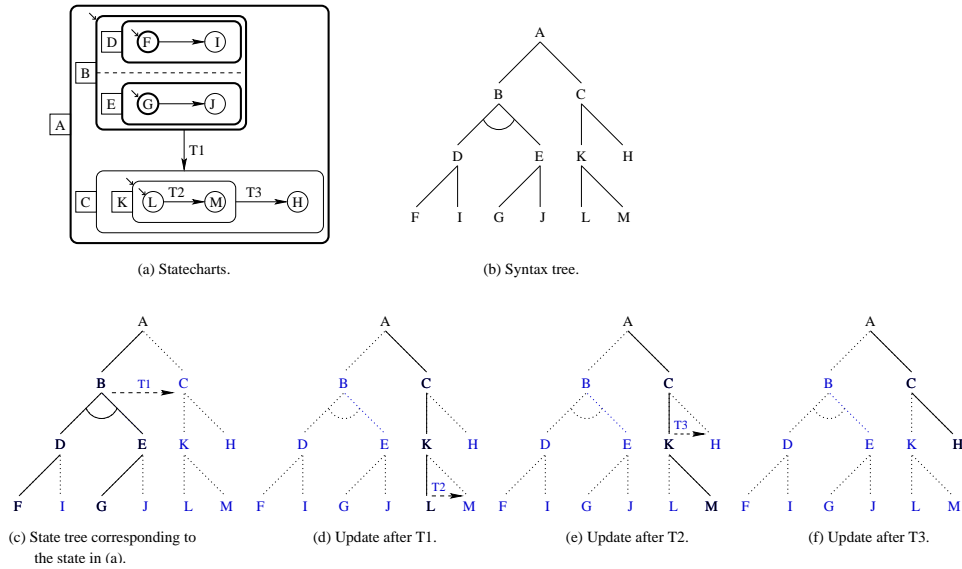 D F I
B
E G J
A
T1
C K L T2 M T3 H
(a) Statecharts.
A
B C
D E K H
F I G J L M
(b) Syntax tree.
A
B T1 C
D E K H
F I G J L M
(c) State tree corresponding to
the state in (a).
A
B C
D E K H
F I G J L T2 M
(d) Update after T1.
A
B C
D E K T3 H
F I G J L M
(e) Update after T2.
A
B C
D E K H
F I G J L M
(f) Update after T3.